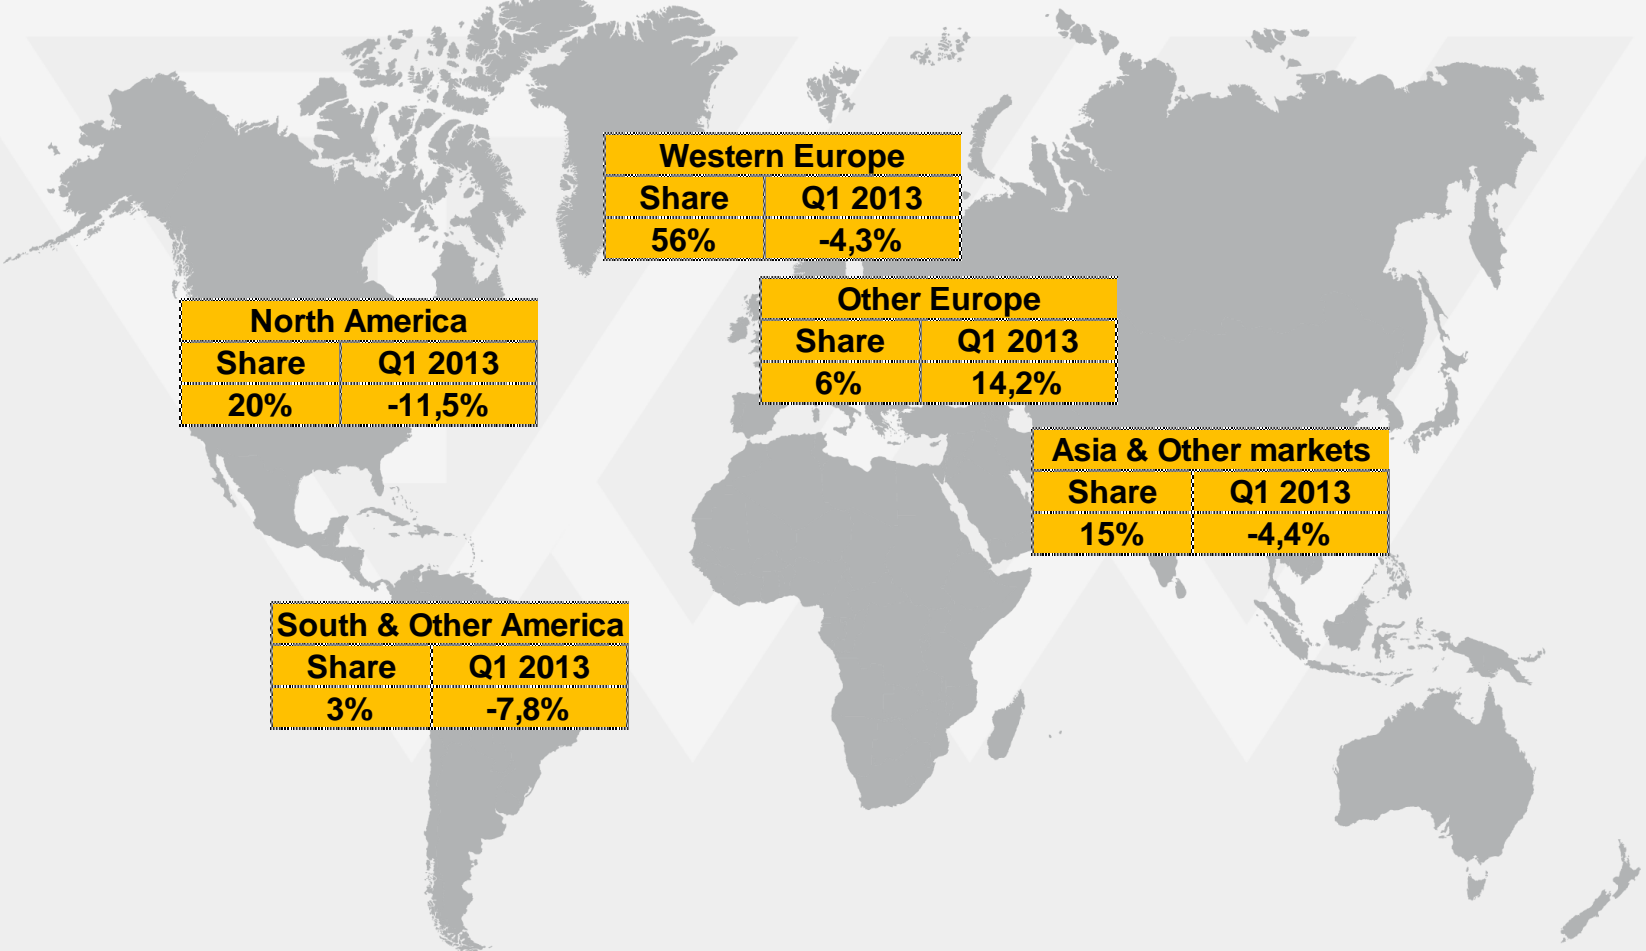 Western Europe
Share Q1 2013
56% -4,3%
Other Europe
Share Q1 2013
6% 14,2%
North America
Share Q1 2013
20% -11,5%
Asia & Other markets
Share Q1 2013
15% -4,4%
South & Other America
Share Q1 2013
3% -7,8%